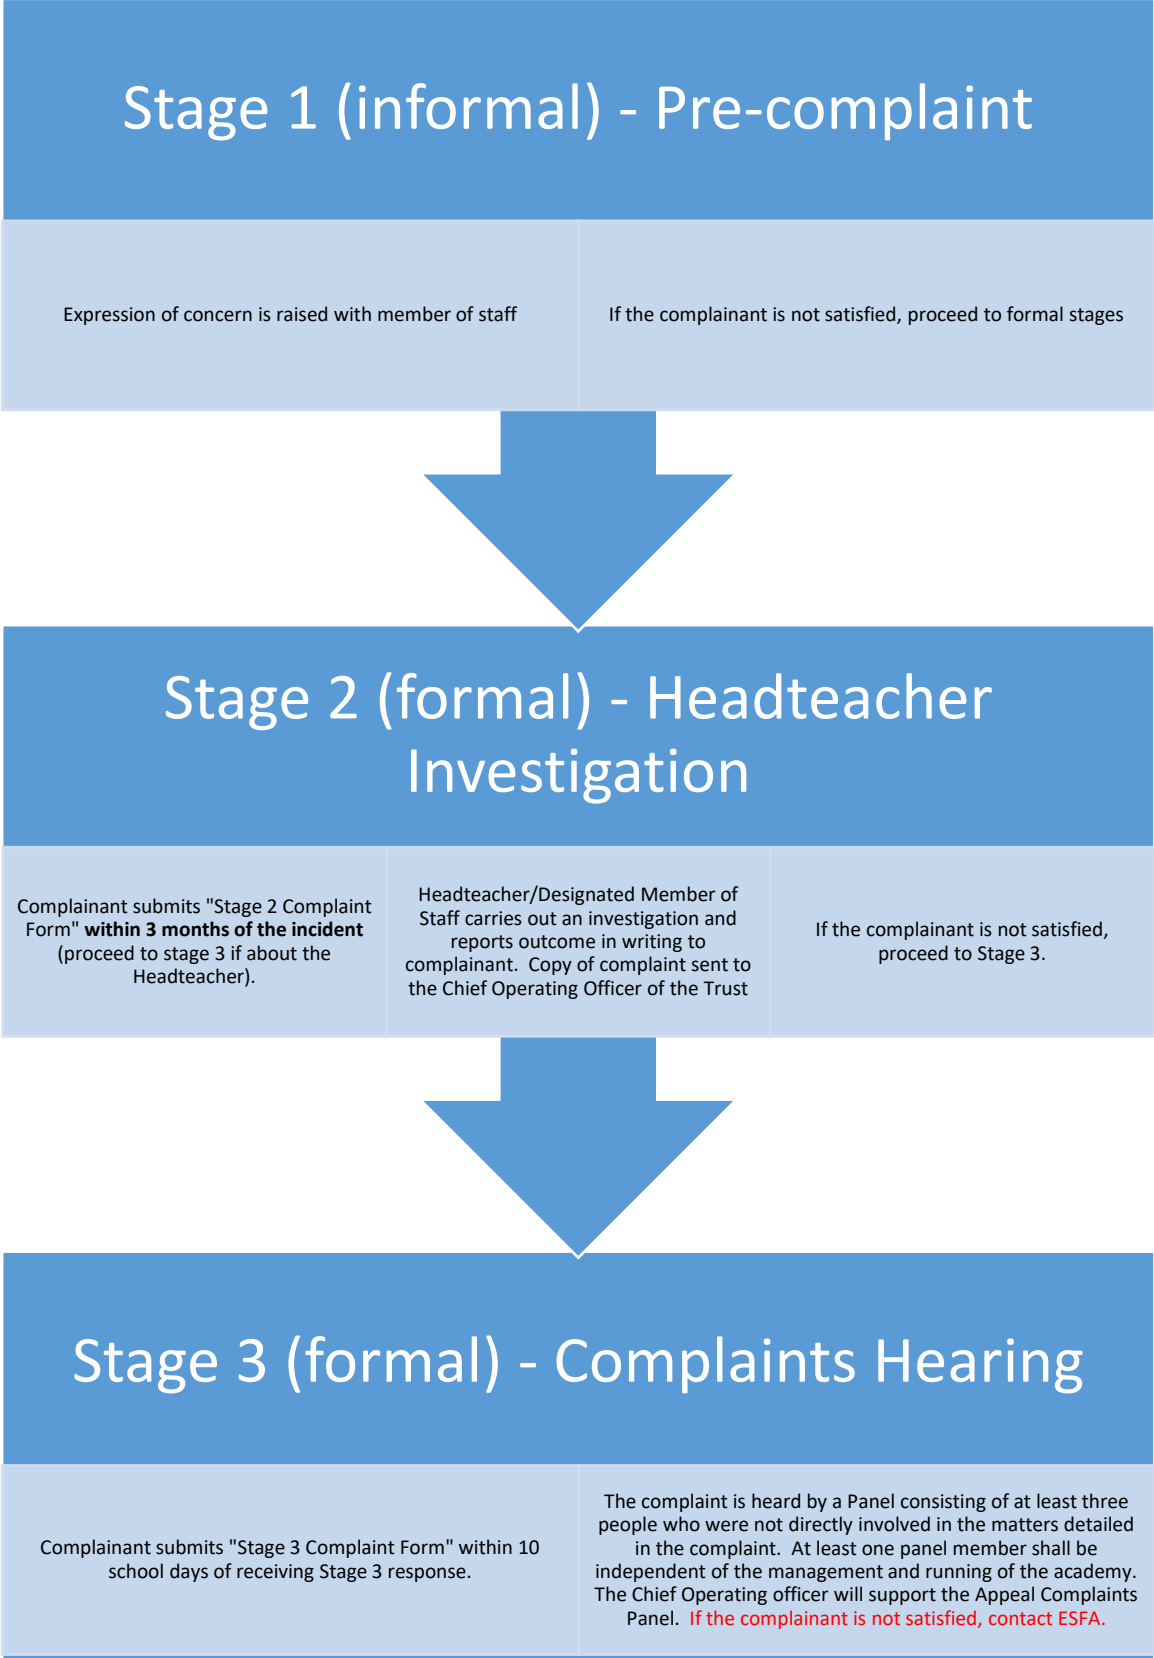 Stage 1 (informal) - Pre-complaint
Expression of concern is raised with member of staff
If the complainant is not satisfied, proceed to formal stages
Stage 2 (formal) - Headteacher
Investigation
Complainant submits "Stage 2 Complaint
Form" within 3 months of the incident
(proceed to stage 3 if about the
Headteacher).
Headteacher/Designated Member of
Staff carries out an investigation and
reports outcome in writing to
complainant.  Copy of complaint sent to
the Chief Operating Officer of the Trust
If the complainant is not satisfied,
proceed to Stage 3.
Stage 3 (formal) - Complaints Hearing
Complainant submits "Stage 3 Complaint Form" within 10
school days of receiving Stage 3 response.
The complaint is heard by a Panel consisting of at least three
people who were not directly involved in the matters detailed
in the complaint.  At least one panel member shall be
independent of the management and running of the academy.
The Chief Operating officer will support the Appeal Complaints
Panel.  If the complainant is not satisfied, contact ESFA.